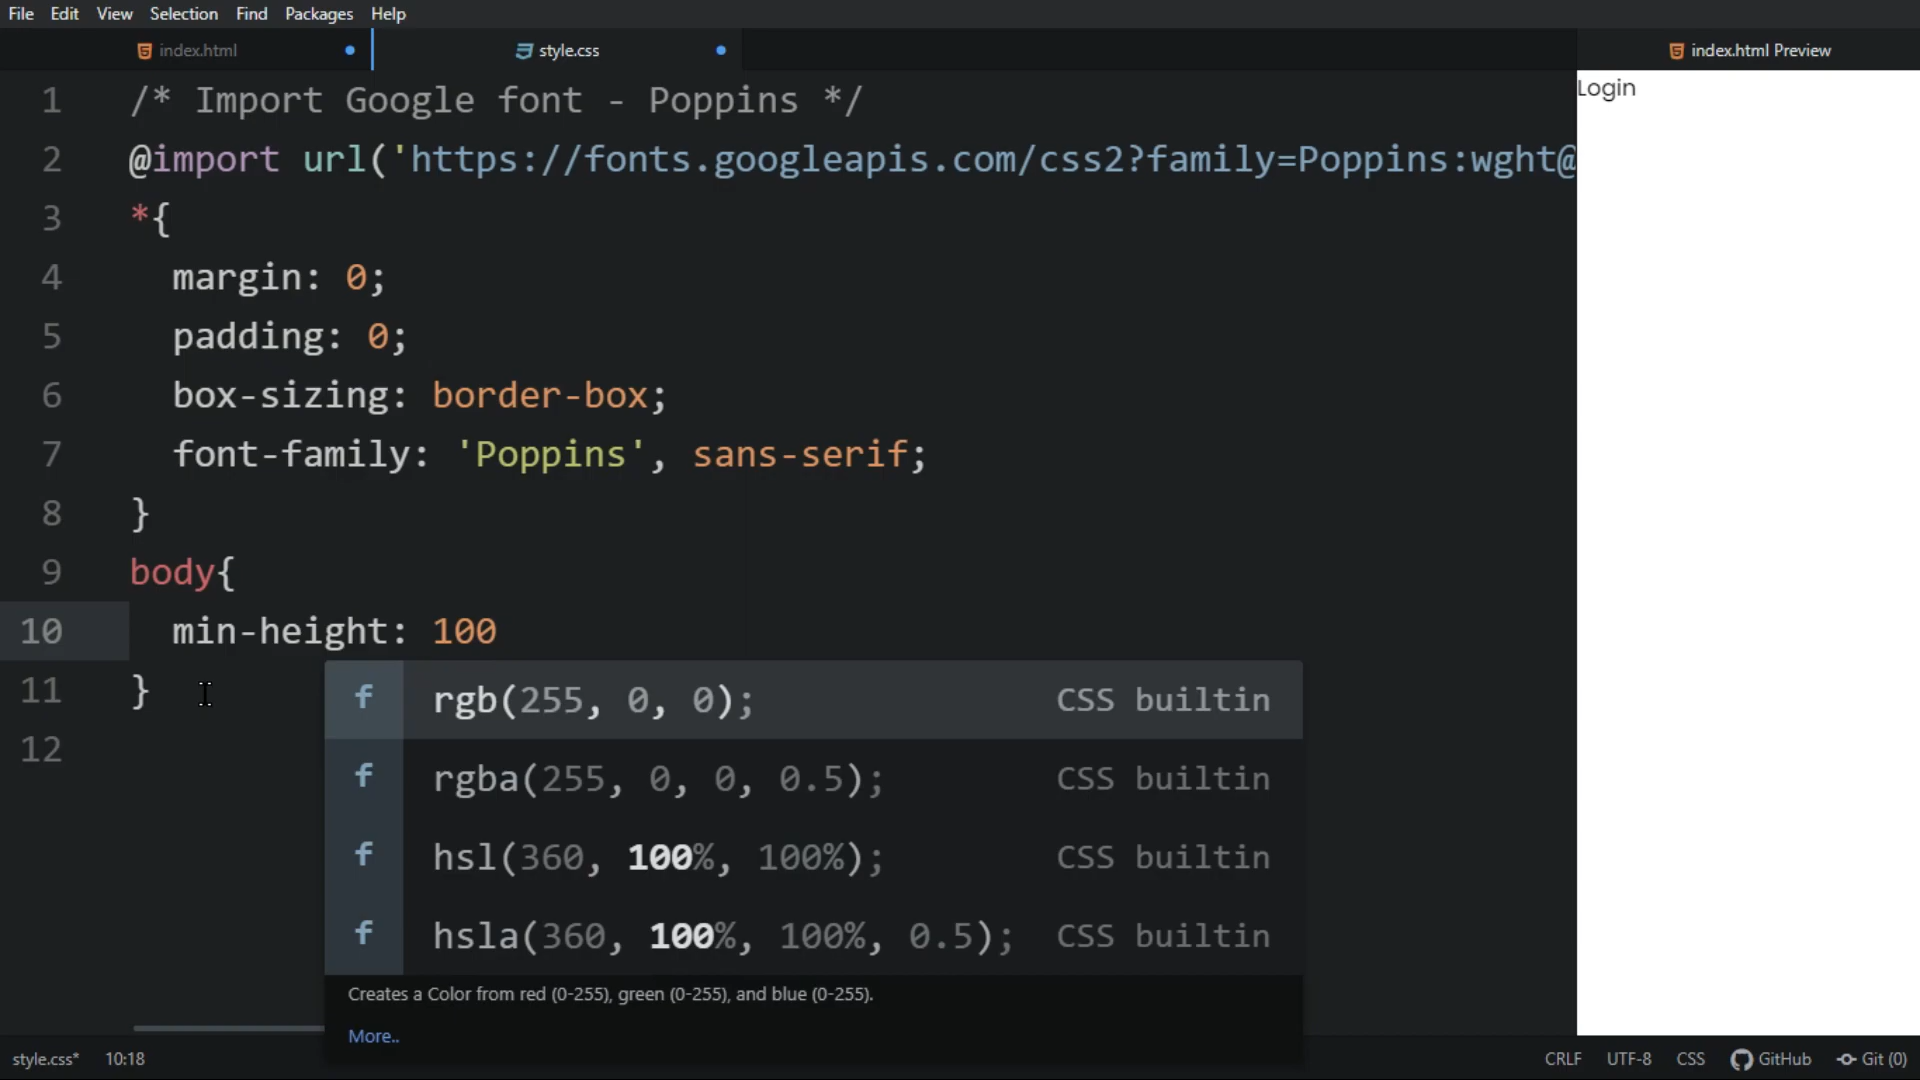 File Edit View Selection Find Packages Help
index.html style.css index.html Preview
1 /* Import Google font - Poppins */
2 @import url('https://fonts.googleapis.com/css2?family=Poppins:wght@
3 *{
4 margin: 0;
5 padding: 0;
6 box-sizing: border-box;
7 font-family: 'Poppins', sans-serif;
8 }
9 body{
10 min-height: 100
11 }
12
f rgb(255, 0, 0); CSS builtin
f rgba(255, 0, 0, 0.5); CSS builtin
f hsl(360, 100%, 100%); CSS builtin
f hsla(360, 100%, 100%, 0.5); CSS builtin
Creates a Color from red (0-255), green (0-255), and blue (0-255).
More..
Login
style.css* 10:18 CRLF UTF-8 CSS GitHub Git (0)